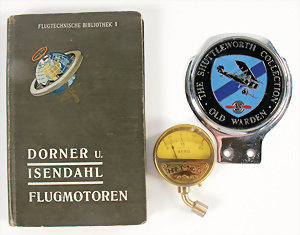 FLUGTECHNISCHE BIBLIOTHEK 1
DORNER U.
ISENDAHL
FLUGMOTOREN
THE SHUTTLEWORTH COLLECTION
OLD WARDEN